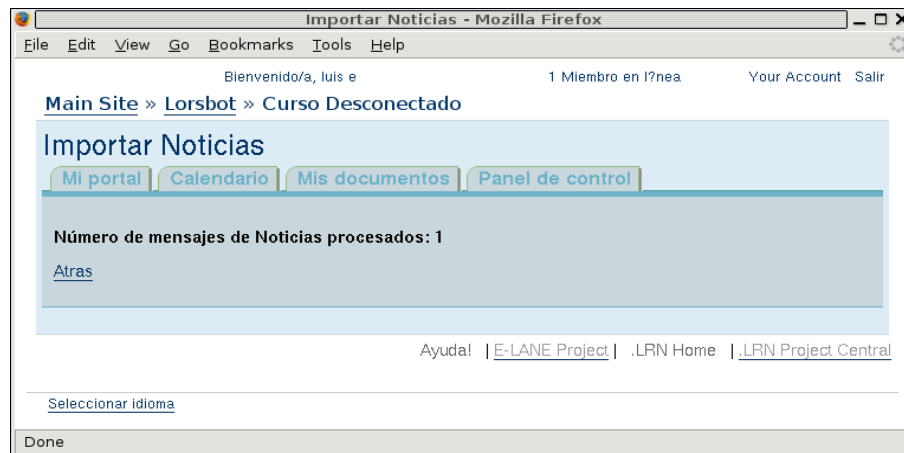 Importar Noticias - Mozilla Firefox
File Edit View Go Bookmarks Tools Help
Bienvenido/a, luis e 1 Miembro en l?nea Your Account Salir
Main Site » Lorsbot » Curso Desconectado
Importar Noticias
Mi portal Calendario Mis documentos Panel de control
Número de mensajes de Noticias procesados: 1
Atras
Ayuda! | E-LANE Project | .LRN Home | .LRN Project Central
Seleccionar idioma
Done